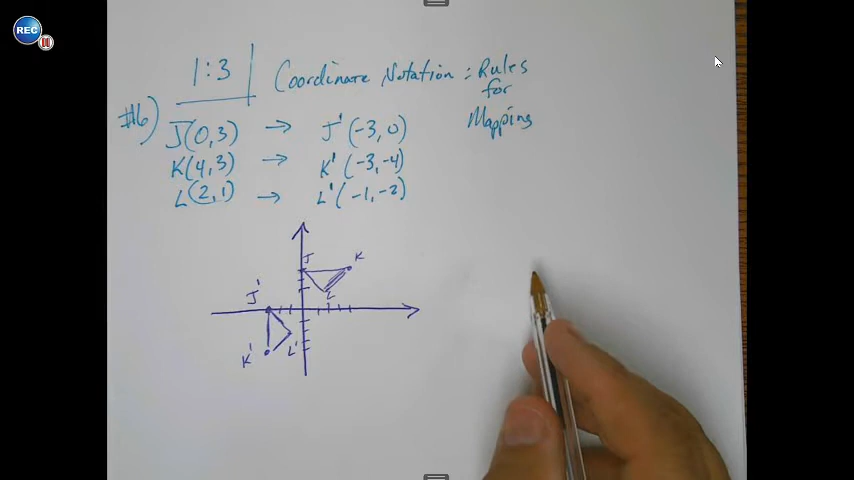 REC
1:3 Coordinate Notation : Rules
for
Mapping
#6)
J(0,3) → J'(-3,0)
K(4,3) → K'(-3,-4)
L(2,1) → L'(-1,-2)
J K
L
J'
K' L'